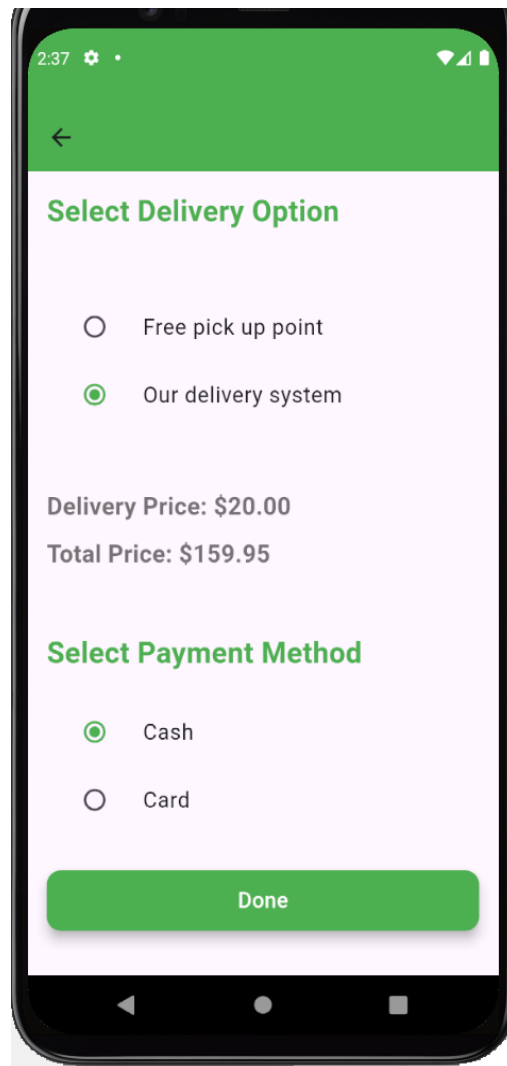 2:37
Select Delivery Option
Free pick up point
Our delivery system
Delivery Price: $20.00
Total Price: $159.95
Select Payment Method
Cash
Card
Done